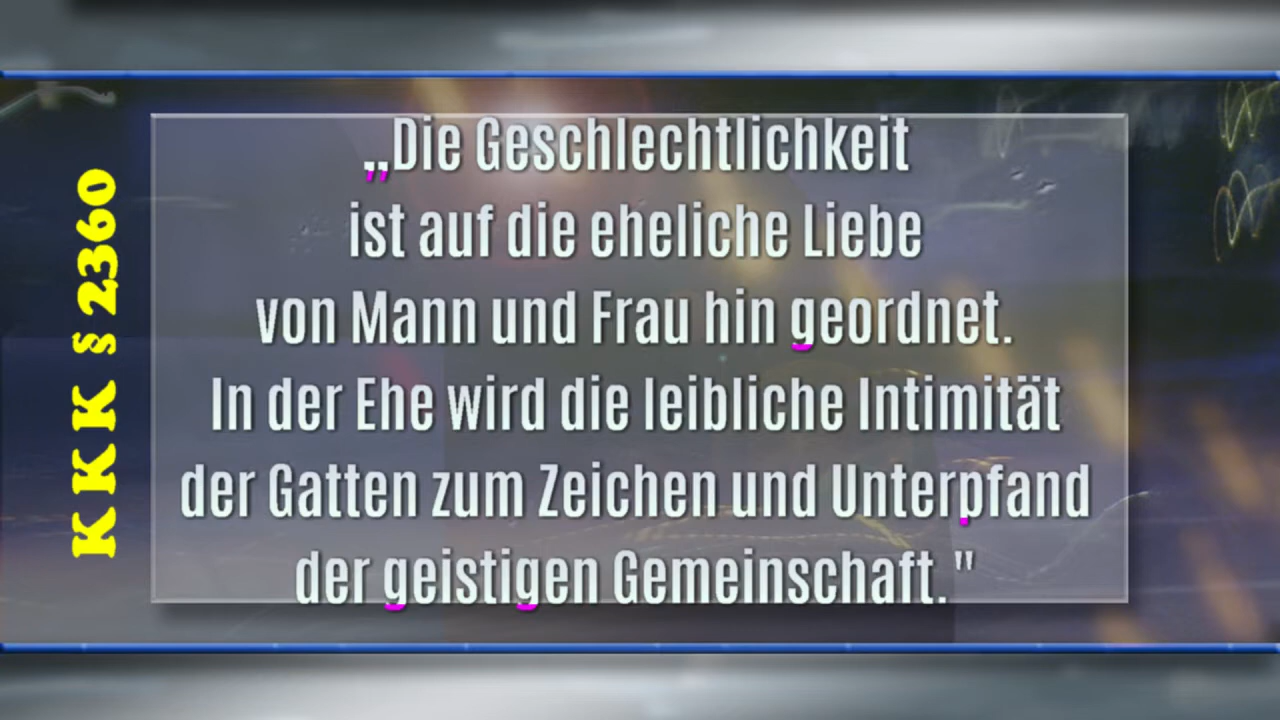 KKK § 2360
„Die Geschlechtlichkeit
ist auf die eheliche Liebe
von Mann und Frau hin geordnet.
In der Ehe wird die leibliche Intimität
der Gatten zum Zeichen und Unterpfand
der geistigen Gemeinschaft."